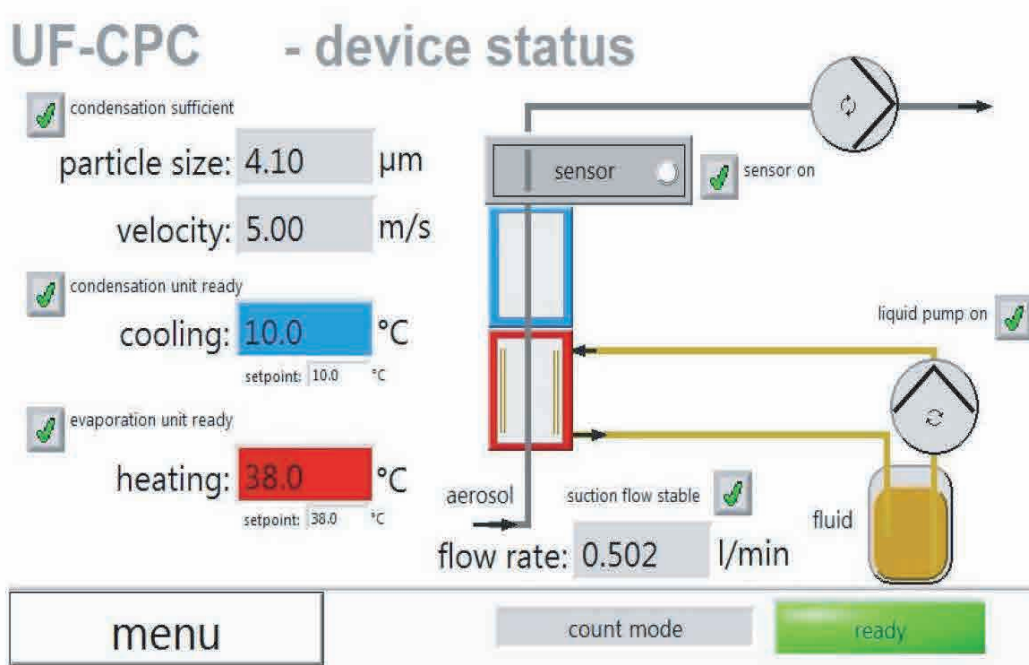 UF-CPC - device status
condensation sufficient
particle size: 4.10 µm
velocity: 5.00 m/s
condensation unit ready
cooling: 10.0 °C
setpoint: 10.0 °C
evaporation unit ready
heating: 38.0 °C
setpoint: 38.0 °C
sensor
sensor on
liquid pump on
aerosol
suction flow stable
fluid
flow rate: 0.502 l/min
menu
count mode
ready